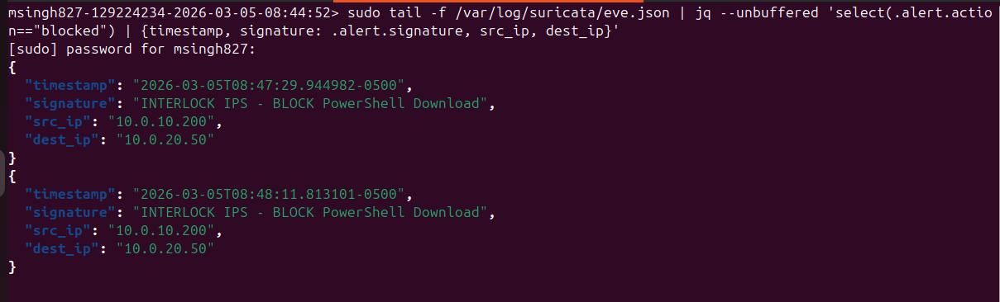 msingh827-129224234-2026-03-05-08:44:52> sudo tail -f /var/log/suricata/eve.json | jq --unbuffered 'select(.alert.actio
n=="blocked") | {timestamp, signature: .alert.signature, src_ip, dest_ip}'
[sudo] password for msingh827:
{
  "timestamp": "2026-03-05T08:47:29.944982-0500",
  "signature": "INTERLOCK IPS - BLOCK PowerShell Download",
  "src_ip": "10.0.10.200",
  "dest_ip": "10.0.20.50"
}
{
  "timestamp": "2026-03-05T08:48:11.813101-0500",
  "signature": "INTERLOCK IPS - BLOCK PowerShell Download",
  "src_ip": "10.0.10.200",
  "dest_ip": "10.0.20.50"
}